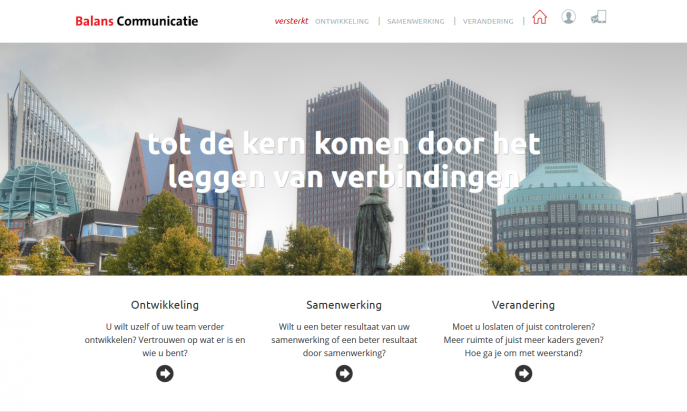 Balans Communicatie
versterkt ONTWIKKELING | SAMENWERKING | VERANDERING |
tot de kern komen door het
leggen van verbindingen
Ontwikkeling
U wilt uzelf of uw team verder
ontwikkelen? Vertrouwen op wat er is en
wie u bent?
Samenwerking
Wilt u een beter resultaat van uw
samenwerking of een beter resultaat
door samenwerking?
Verandering
Moet u loslaten of juist controleren?
Meer ruimte of juist meer kaders geven?
Hoe ga je om met weerstand?